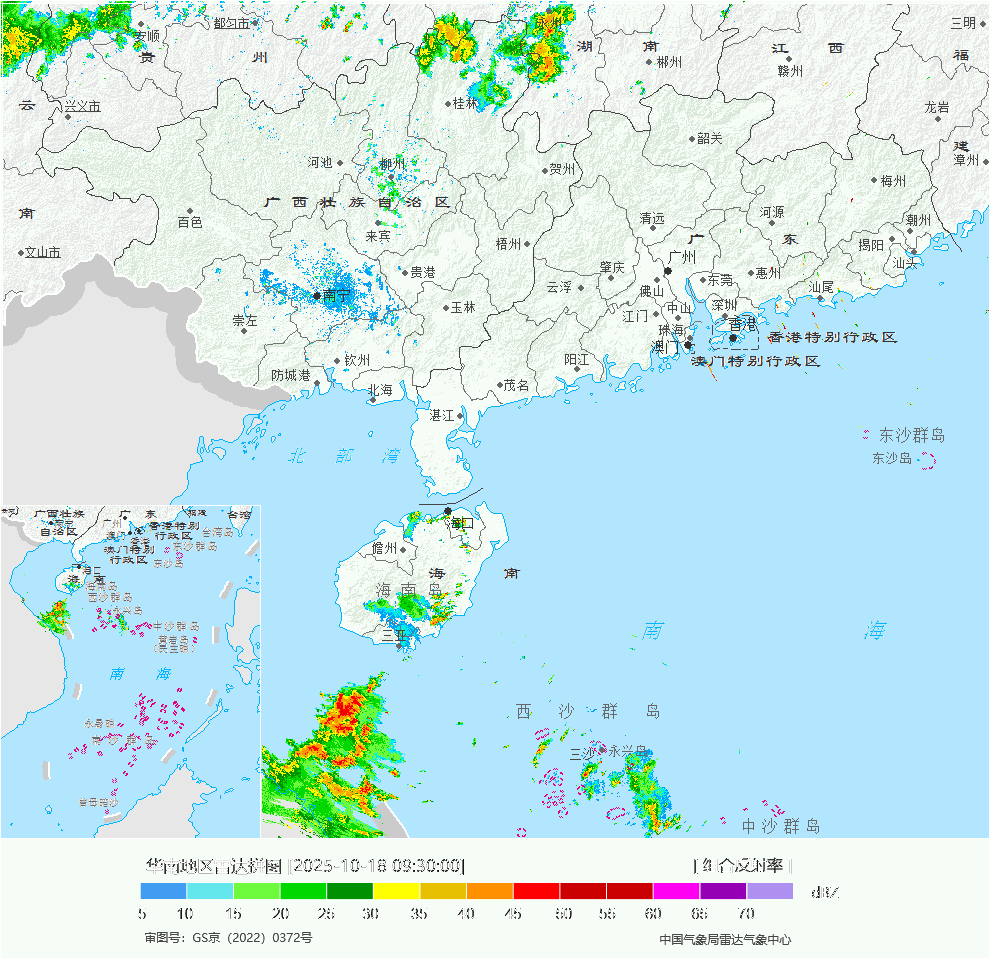 都匀市
安顺
贵 州
湖 南
江 西
三明
福
郴州
赣州
云
兴义市
桂林
龙岩
韶关
建
漳州
河池
柳州
贺州
梅州
广 西 壮 族 自 治 区
南
百色
来宾
梧州
清远
河源
潮州
广 东
揭阳
文山市
贵港
肇庆
广州
惠州
汕头
南宁
云浮
佛山
东莞
汕尾
崇左
玉林
江门
中山
深圳
珠海
香港
香港特别行政区
澳门
澳门特别行政区
钦州
防城港
阳江
北海
茂名
湛江
北 部 湾
东沙群岛
东沙岛
海口
儋州
海 南
海 南 岛
三亚
南 海
西 沙 群 岛
三沙
永兴岛
中 沙 群 岛
广西壮族
自治区
广 东
福建
台湾
广州
香港特别
行政区
台湾岛
澳门特别
行政区
东沙群岛
东沙岛
海口
海 南
海南岛
西沙群岛
永兴岛
中沙群岛
黄岩岛
(民主礁)
南 海
永暑礁
南 沙 群 岛
曾母暗沙
华南地区雷达拼图 [2025-10-18 09:30:00]
[ 组合反射率 ]
dBZ
5 10 15 20 25 30 35 40 45 50 55 60 65 70
审图号：GS京（2022）0372号
中国气象局雷达气象中心